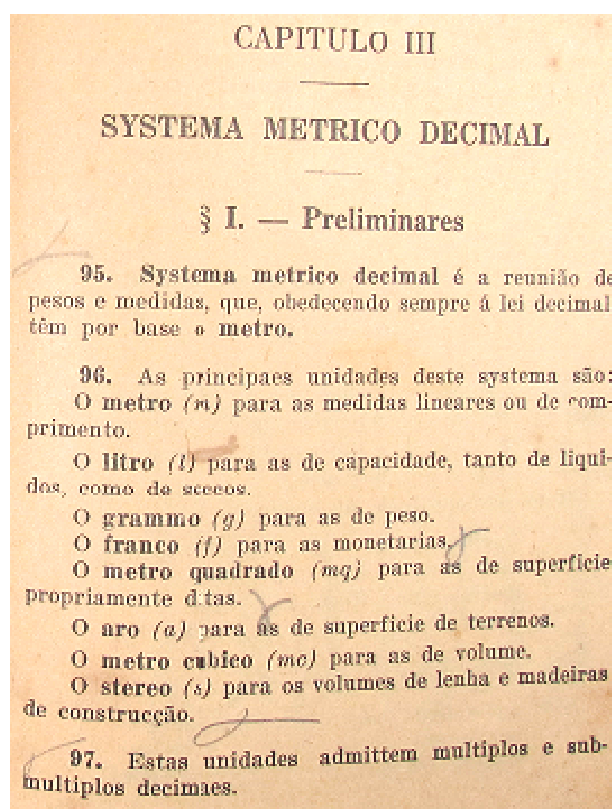 CAPITULO III
SYSTEMA METRICO DECIMAL
§ I. — Preliminares
95. Systema metrico decimal é a reunião de
pesos e medidas, que, obedecendo sempre á lei decimal
têm por base o metro.
96. As principaes unidades deste systema são:
O metro (m) para as medidas lineares ou de com-
primento.
O litro (l) para as de capacidade, tanto de liqui-
dos, como de seccos.
O grammo (g) para as de peso.
O franco (f) para as monetarias.
O metro quadrado (mq) para as de superficie
propriamente ditas.
O aro (a) para as de superficie de terrenos.
O metro cubico (mc) para as de volume.
O stereo (s) para os volumes de lenha e madeiras
de construcção.
97. Estas unidades admittem multiplos e sub-
multiplos decimaes.